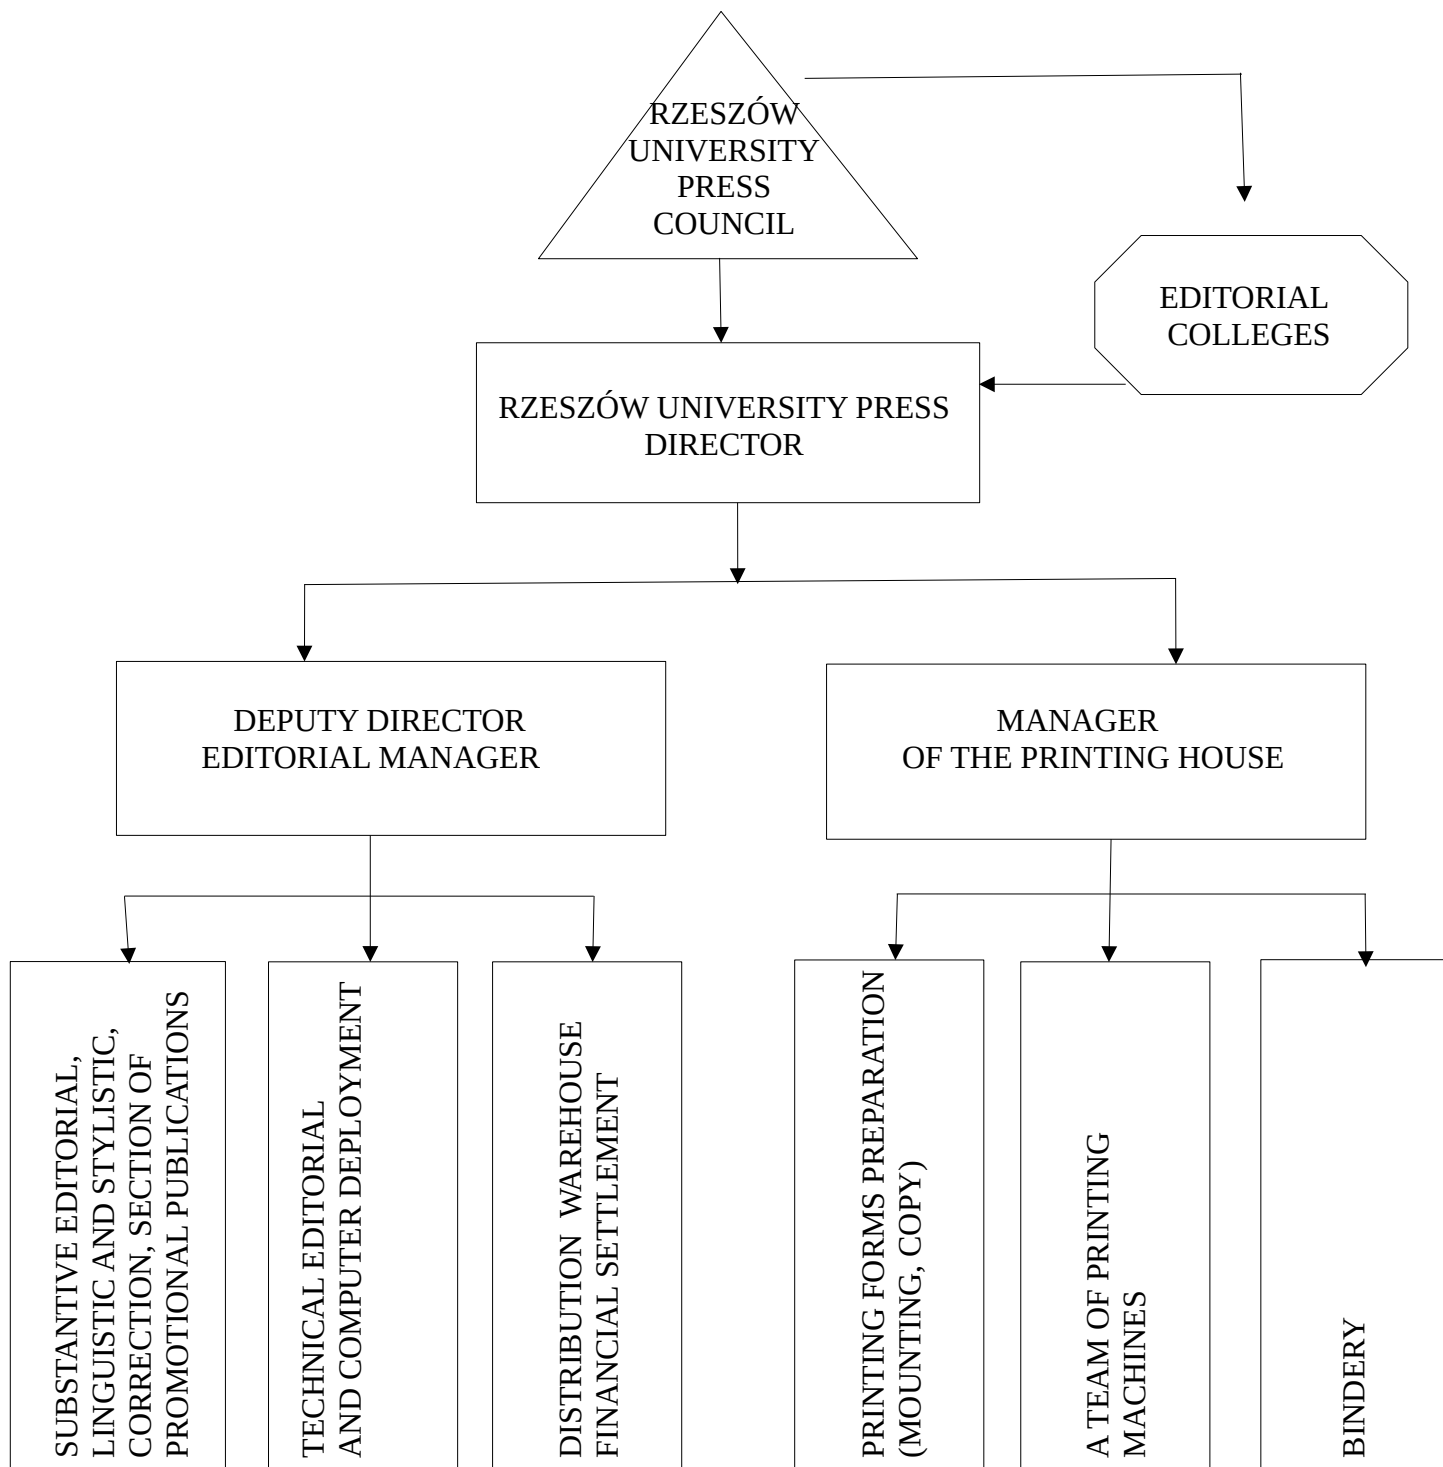 RZESZÓW
UNIVERSITY
PRESS
COUNCIL
EDITORIAL
COLLEGES
RZESZÓW UNIVERSITY PRESS
DIRECTOR
DEPUTY DIRECTOR
EDITORIAL MANAGER
MANAGER
OF THE PRINTING HOUSE
SUBSTANTIVE EDITORIAL,
LINGUISTIC AND STYLISTIC,
CORRECTION, SECTION OF
PROMOTIONAL PUBLICATIONS
TECHNICAL EDITORIAL
AND COMPUTER DEPLOYMENT
DISTRIBUTION WAREHOUSE
FINANCIAL SETTLEMENT
PRINTING FORMS PREPARATION
(MOUNTING, COPY)
A TEAM OF PRINTING
MACHINES
BINDERY